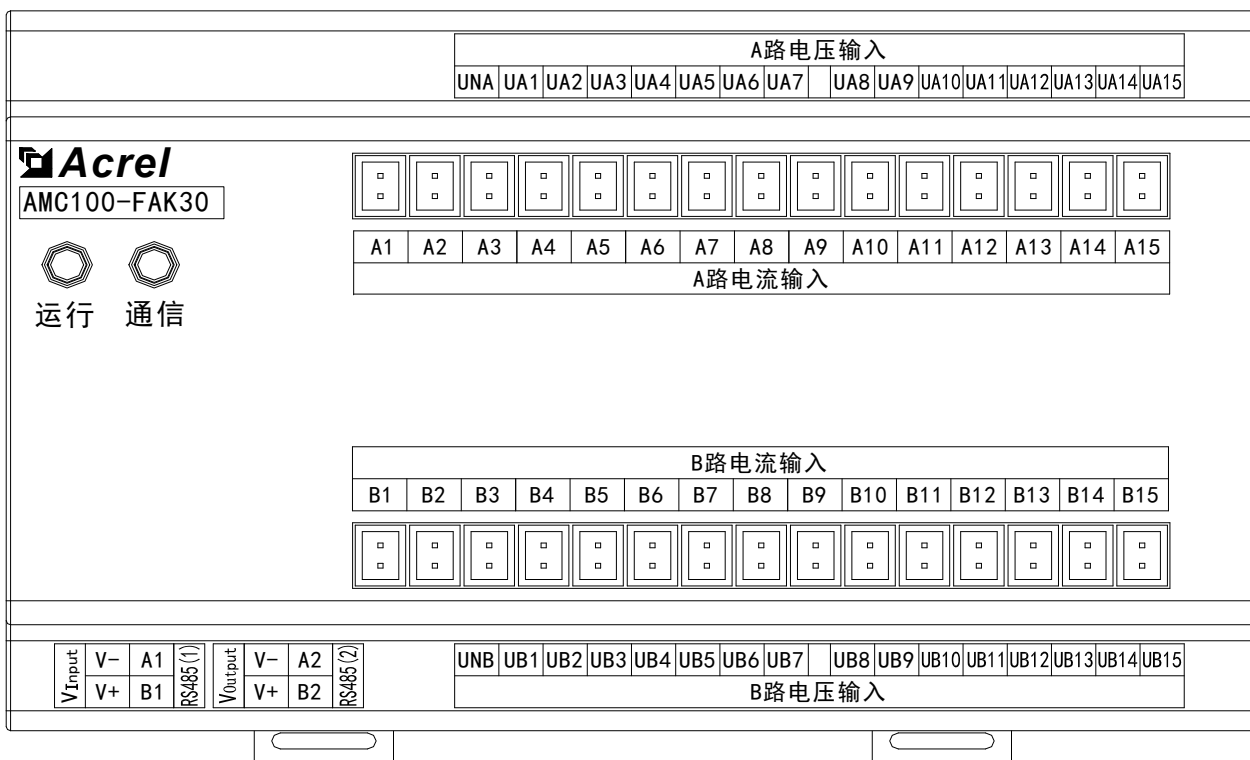 A路电压输入
UNA UA1 UA2 UA3 UA4 UA5 UA6 UA7 UA8 UA9 UA10 UA11 UA12 UA13 UA14 UA15
Acrel
AMC100-FAK30
A1 A2 A3 A4 A5 A6 A7 A8 A9 A10 A11 A12 A13 A14 A15
A路电流输入
运行 通信
B路电流输入
B1 B2 B3 B4 B5 B6 B7 B8 B9 B10 B11 B12 B13 B14 B15
VInput V- A1 RS485(1) VOutput V- A2 RS485(2)
V+ B1 V+ B2
UNB UB1 UB2 UB3 UB4 UB5 UB6 UB7 UB8 UB9 UB10 UB11 UB12 UB13 UB14 UB15
B路电压输入